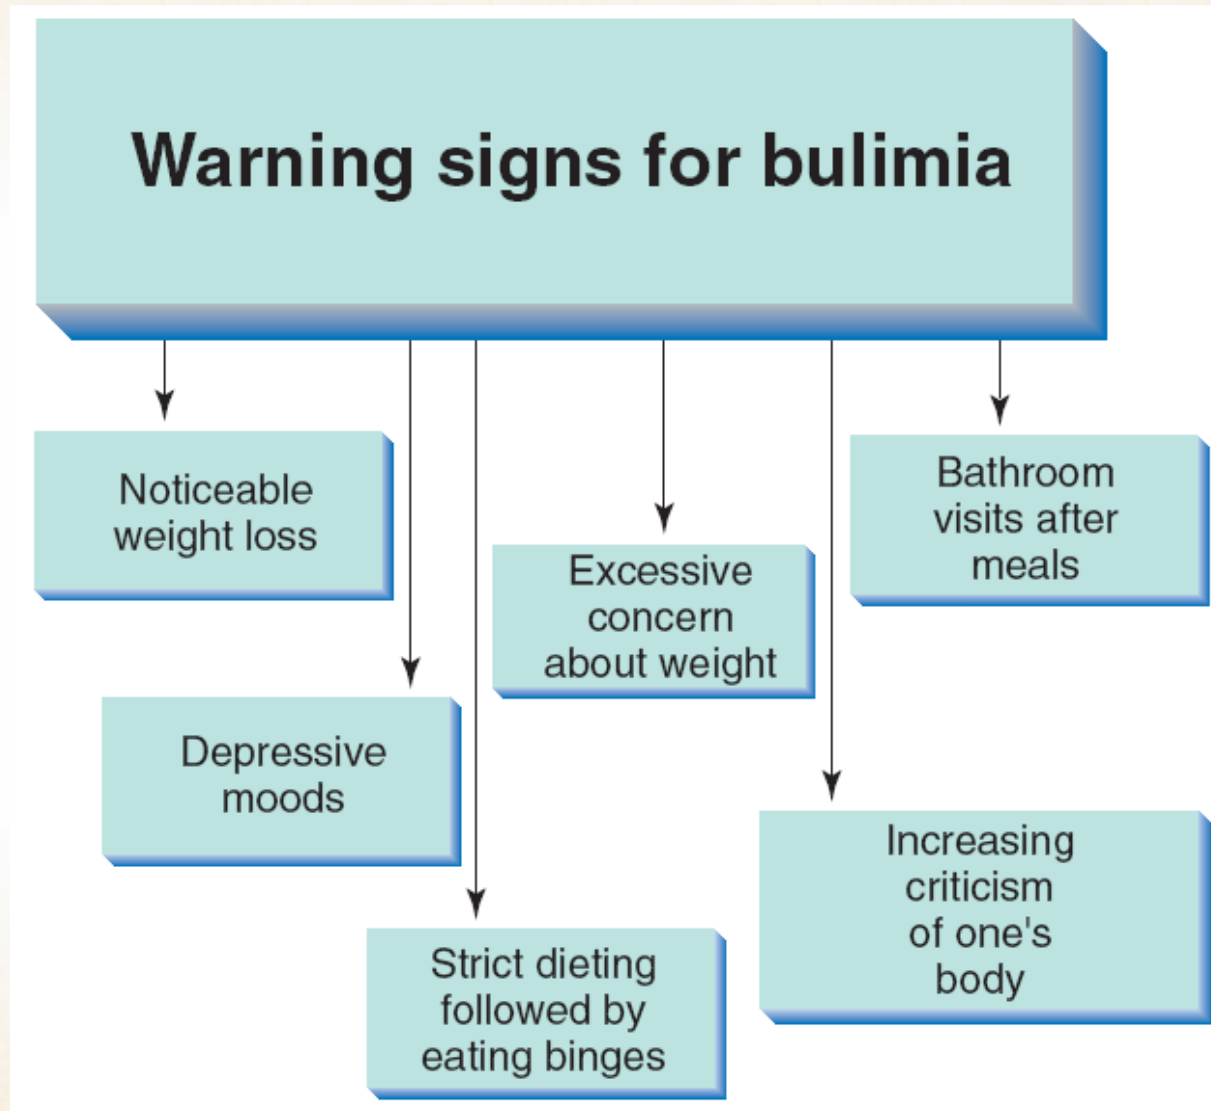 Warning signs for bulimia
Noticeable
weight loss
Depressive
moods
Strict dieting
followed by
eating binges
Excessive
concern
about weight
Increasing
criticism
of one's
body
Bathroom
visits after
meals